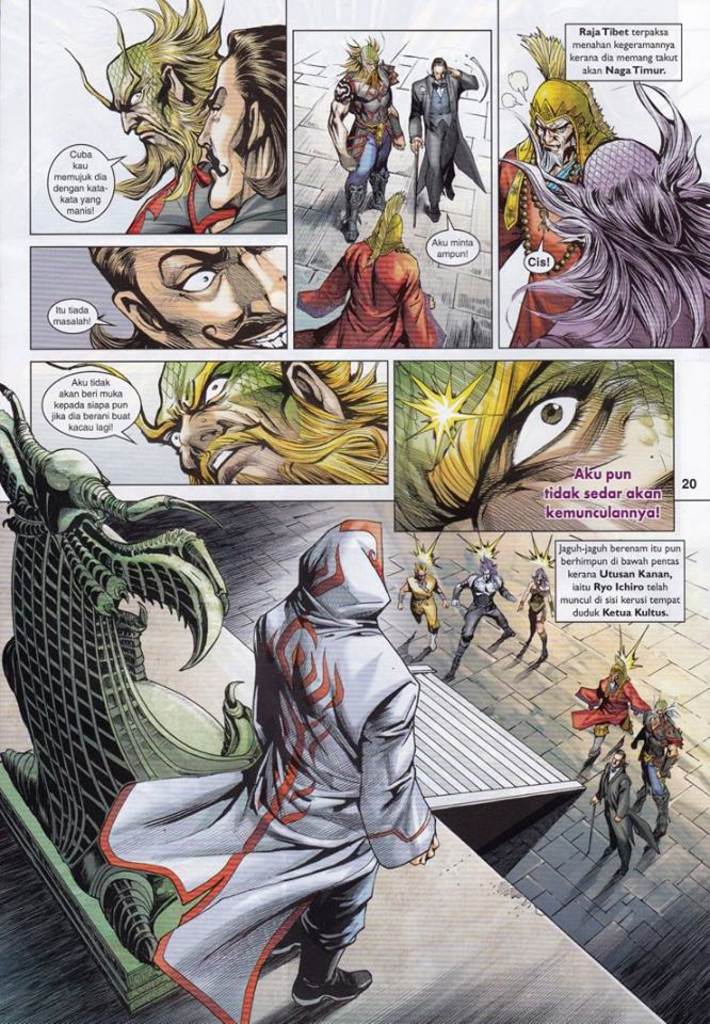 Cuba
kau
memujuk dia
dengan kata-
kata yang
manis!
Aku minta
ampun!
Raja Tibet terpaksa
menahan kegeramannya
kerana dia memang takut
akan Naga Timur.
Cis!
Itu tiada
masalah!
Aku tidak
akan beri muka
kepada siapa pun
jika dia berani buat
kacau lagi!
Aku pun
tidak sedar akan
kemunculannya!
20
Jaguh-jaguh berenam itu pun
berhimpun di bawah pentas
kerana Utusan Kanan,
iaitu Ryo Ichiro telah
muncul di sisi kerusi tempat
duduk Ketua Kultus.